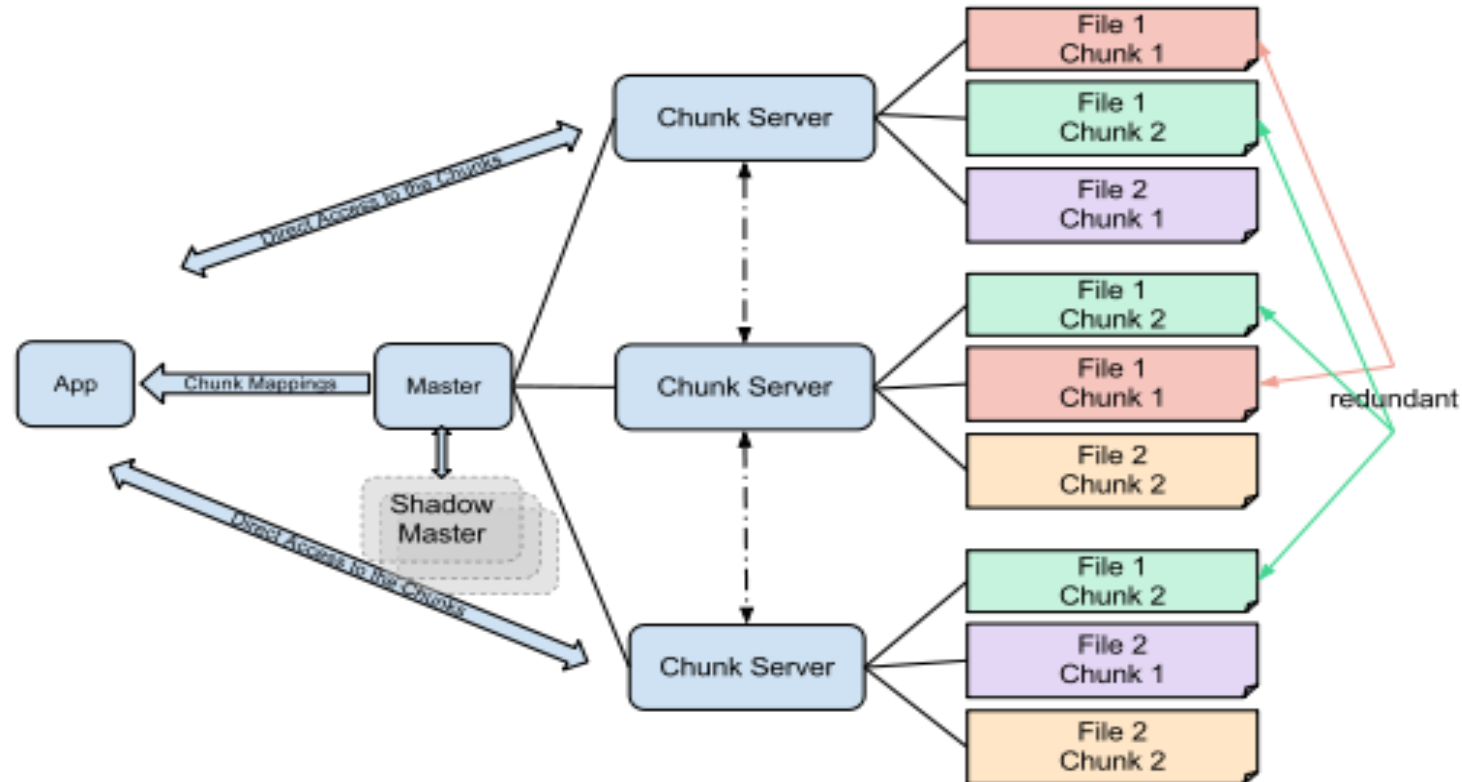 File 1
Chunk 1
Chunk Server
File 1
Chunk 2
File 2
Chunk 1
Direct Access to the Chunks
File 1
Chunk 2
App
Chunk Mappings
Master
Chunk Server
File 1
Chunk 1
redundant
File 2
Chunk 2
Shadow
Master
Direct Access to the Chunks
File 1
Chunk 2
Chunk Server
File 2
Chunk 1
File 2
Chunk 2